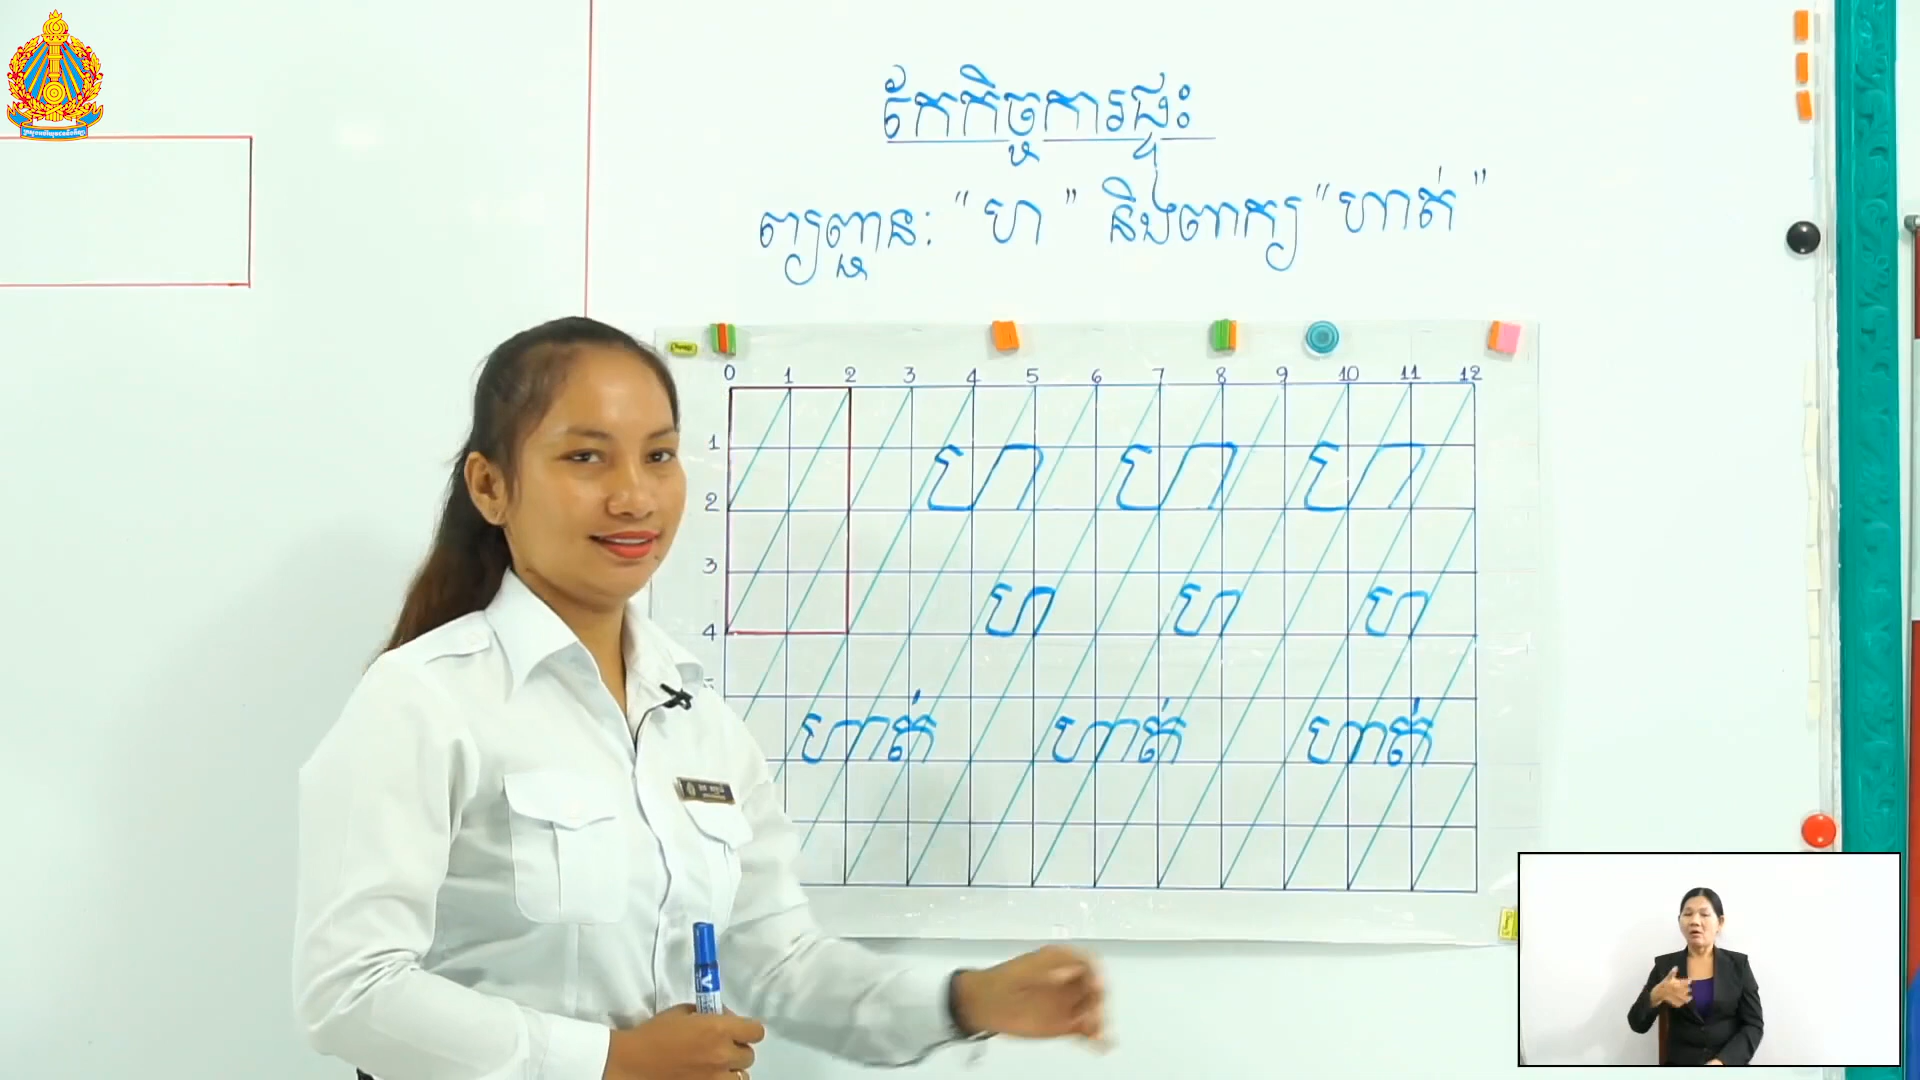 កែកិច្ចការផ្ទះ
ព្យញ្ជនៈ "ហ" និងពាក្យ "ហាត់"
0 1 2 3 4 5 6 7 8 9 10 11 12
1
ហ ហ ហ
2
3
ហ ហ ហ
4
ហាត់ ហាត់ ហាត់